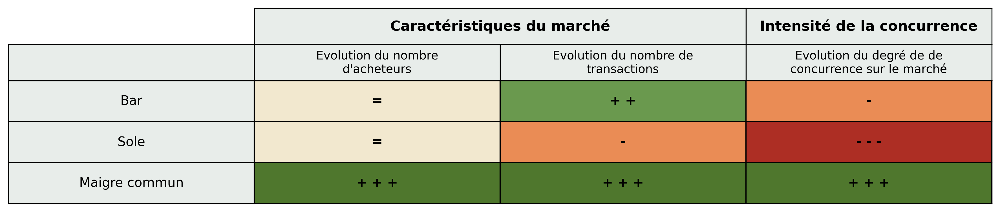 Caractéristiques du marché
Intensité de la concurrence
Evolution du nombre
d'acheteurs
Evolution du nombre de
transactions
Evolution du degré de de
concurrence sur le marché
Bar
=
+ +
-
Sole
=
-
- - -
Maigre commun
+ + +
+ + +
+ + +